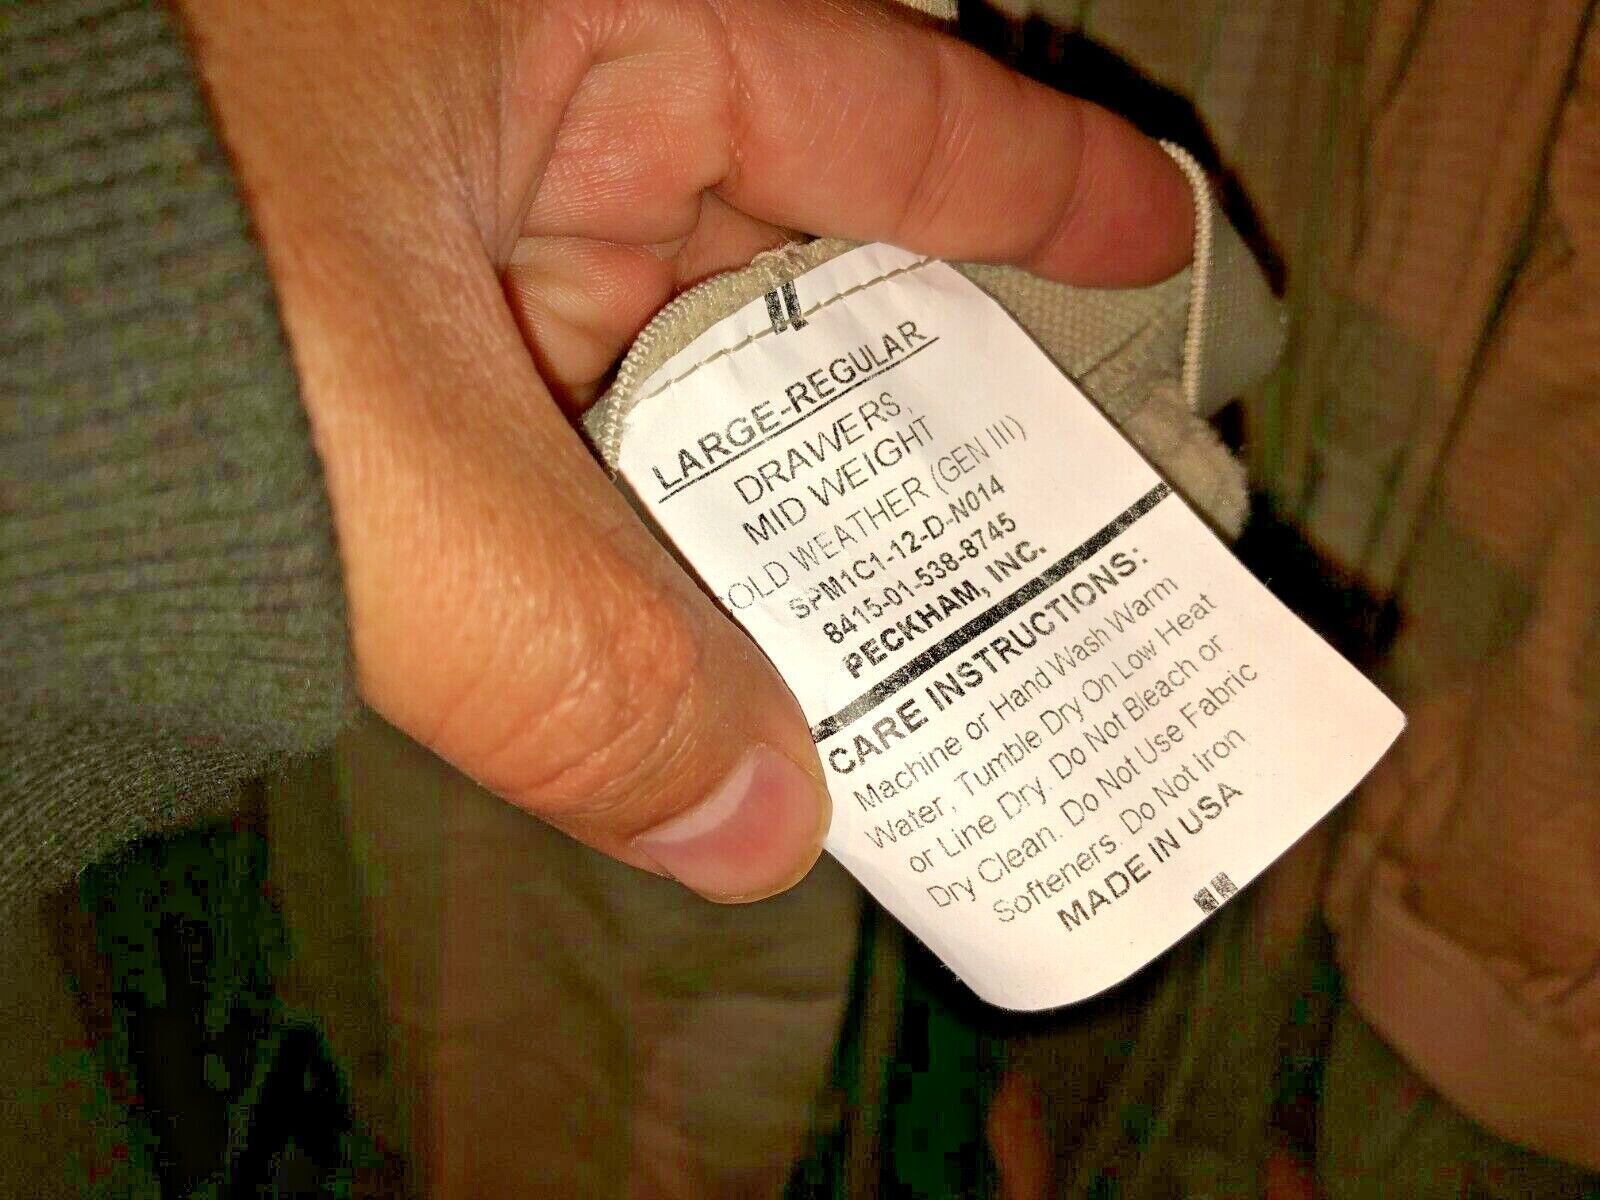 LARGE-REGULAR
DRAWERS,
MID WEIGHT
COLD WEATHER (GEN III)
SPM1C1-12-D-N014
8415-01-538-8745
PECKHAM, INC.
CARE INSTRUCTIONS:
Machine or Hand Wash Warm
Water, Tumble Dry On Low Heat
or Line Dry. Do Not Bleach or
Dry Clean. Do Not Use Fabric
Softeners. Do Not Iron
MADE IN USA